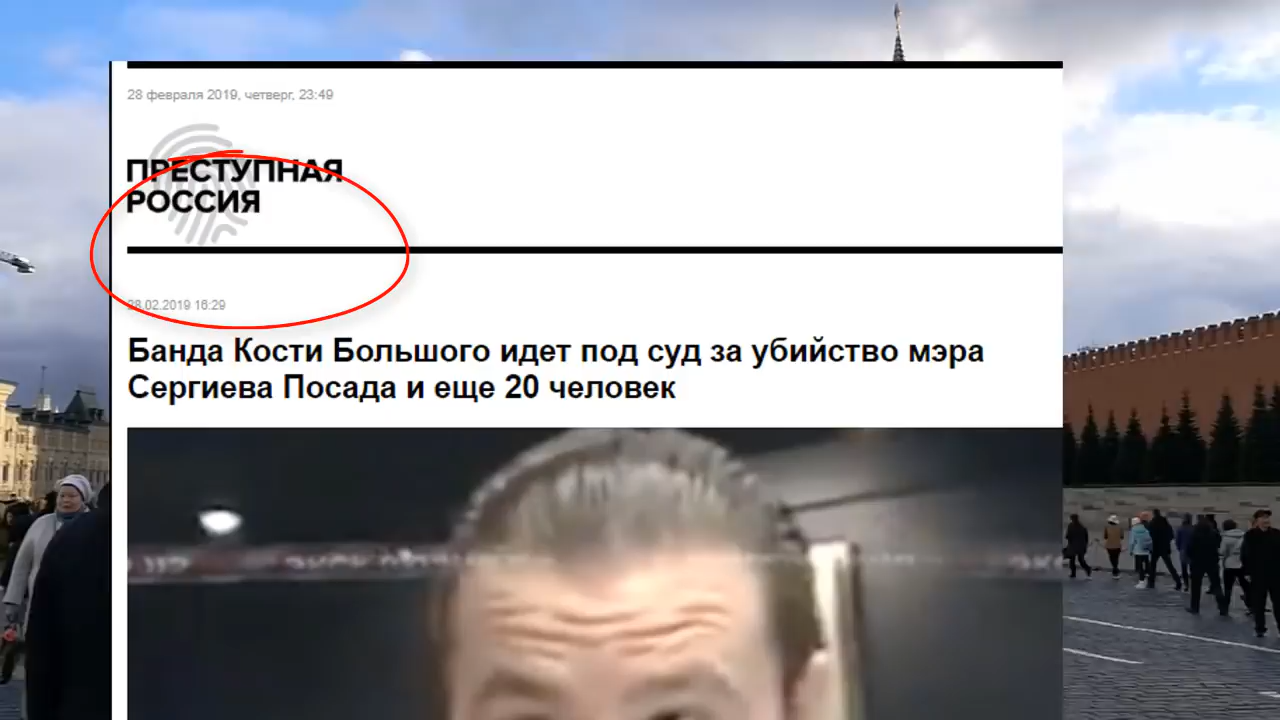 28 февраля 2019, четверг, 23:49
ПРЕСТУПНАЯ
РОССИЯ
28.02.2019 16:29
Банда Кости Большого идет под суд за убийство мэра
Сергиева Посада и еще 20 человек